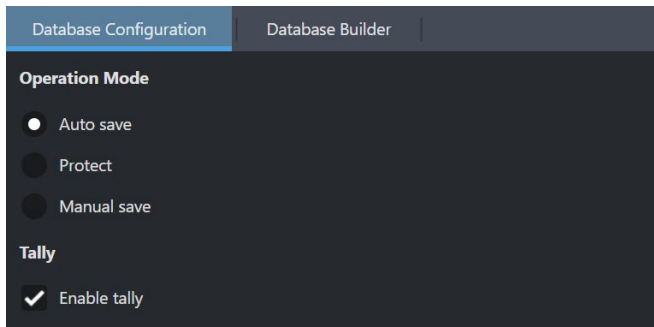 Database Configuration Database Builder
Operation Mode
Auto save
Protect
Manual save
Tally
Enable tally